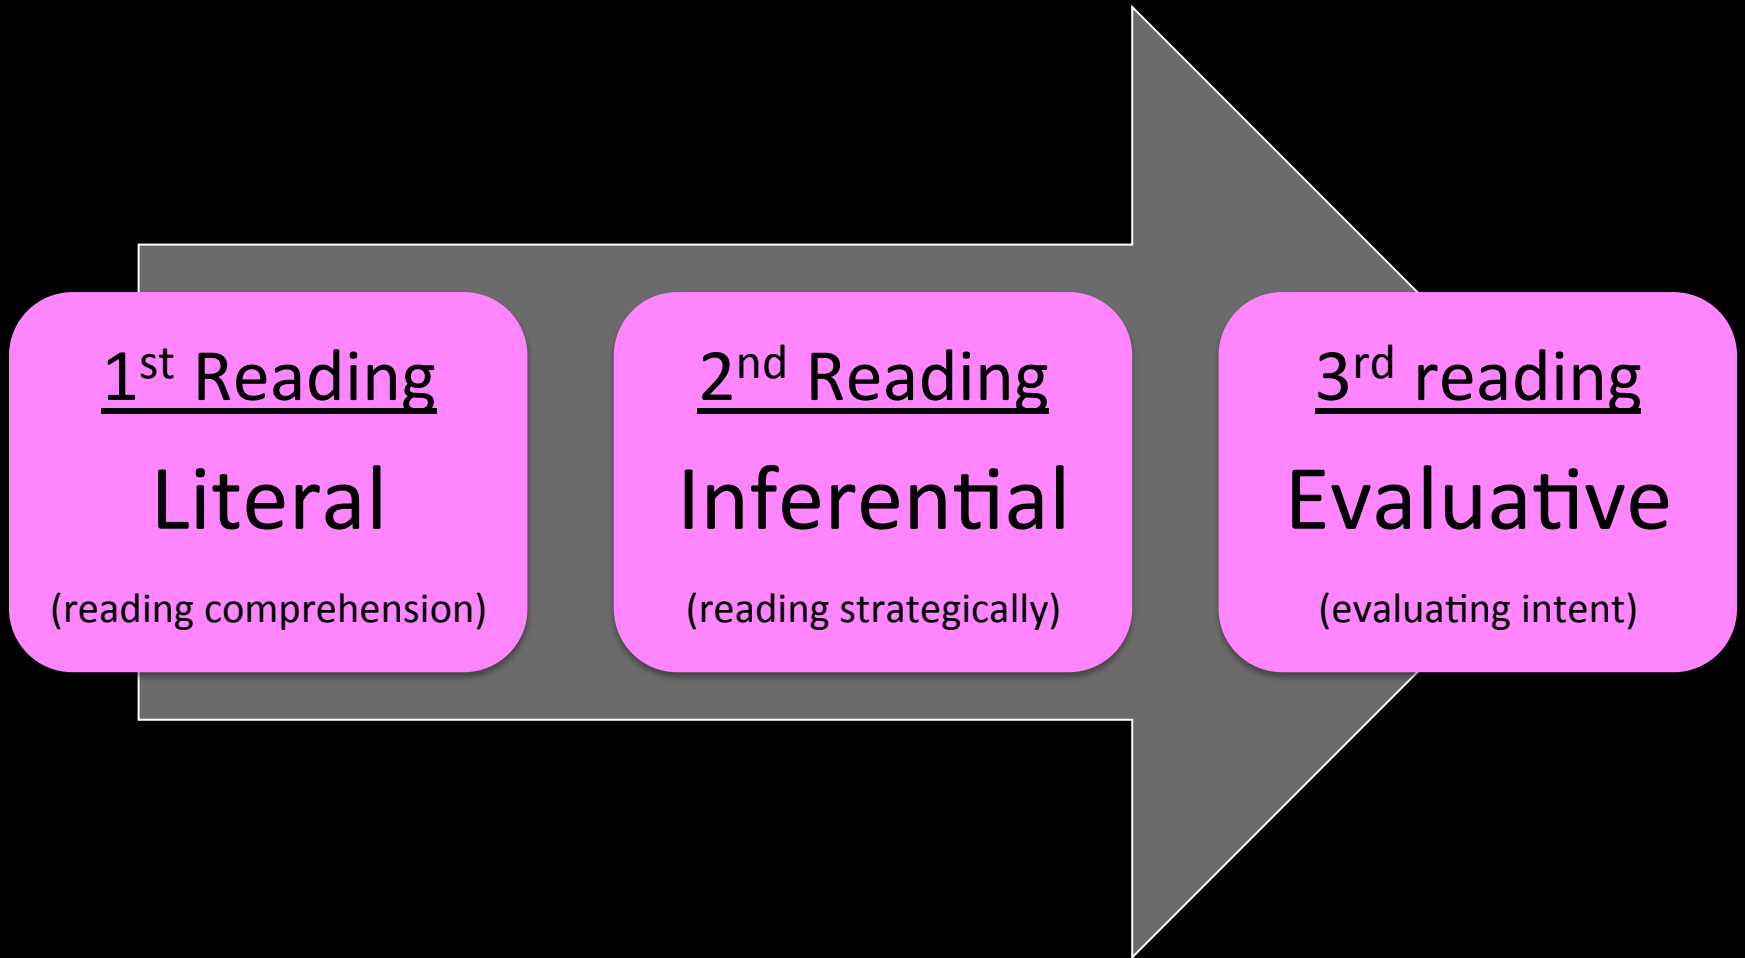 1st Reading
Literal
(reading comprehension)
2nd Reading
Inferential
(reading strategically)
3rd reading
Evaluative
(evaluating intent)